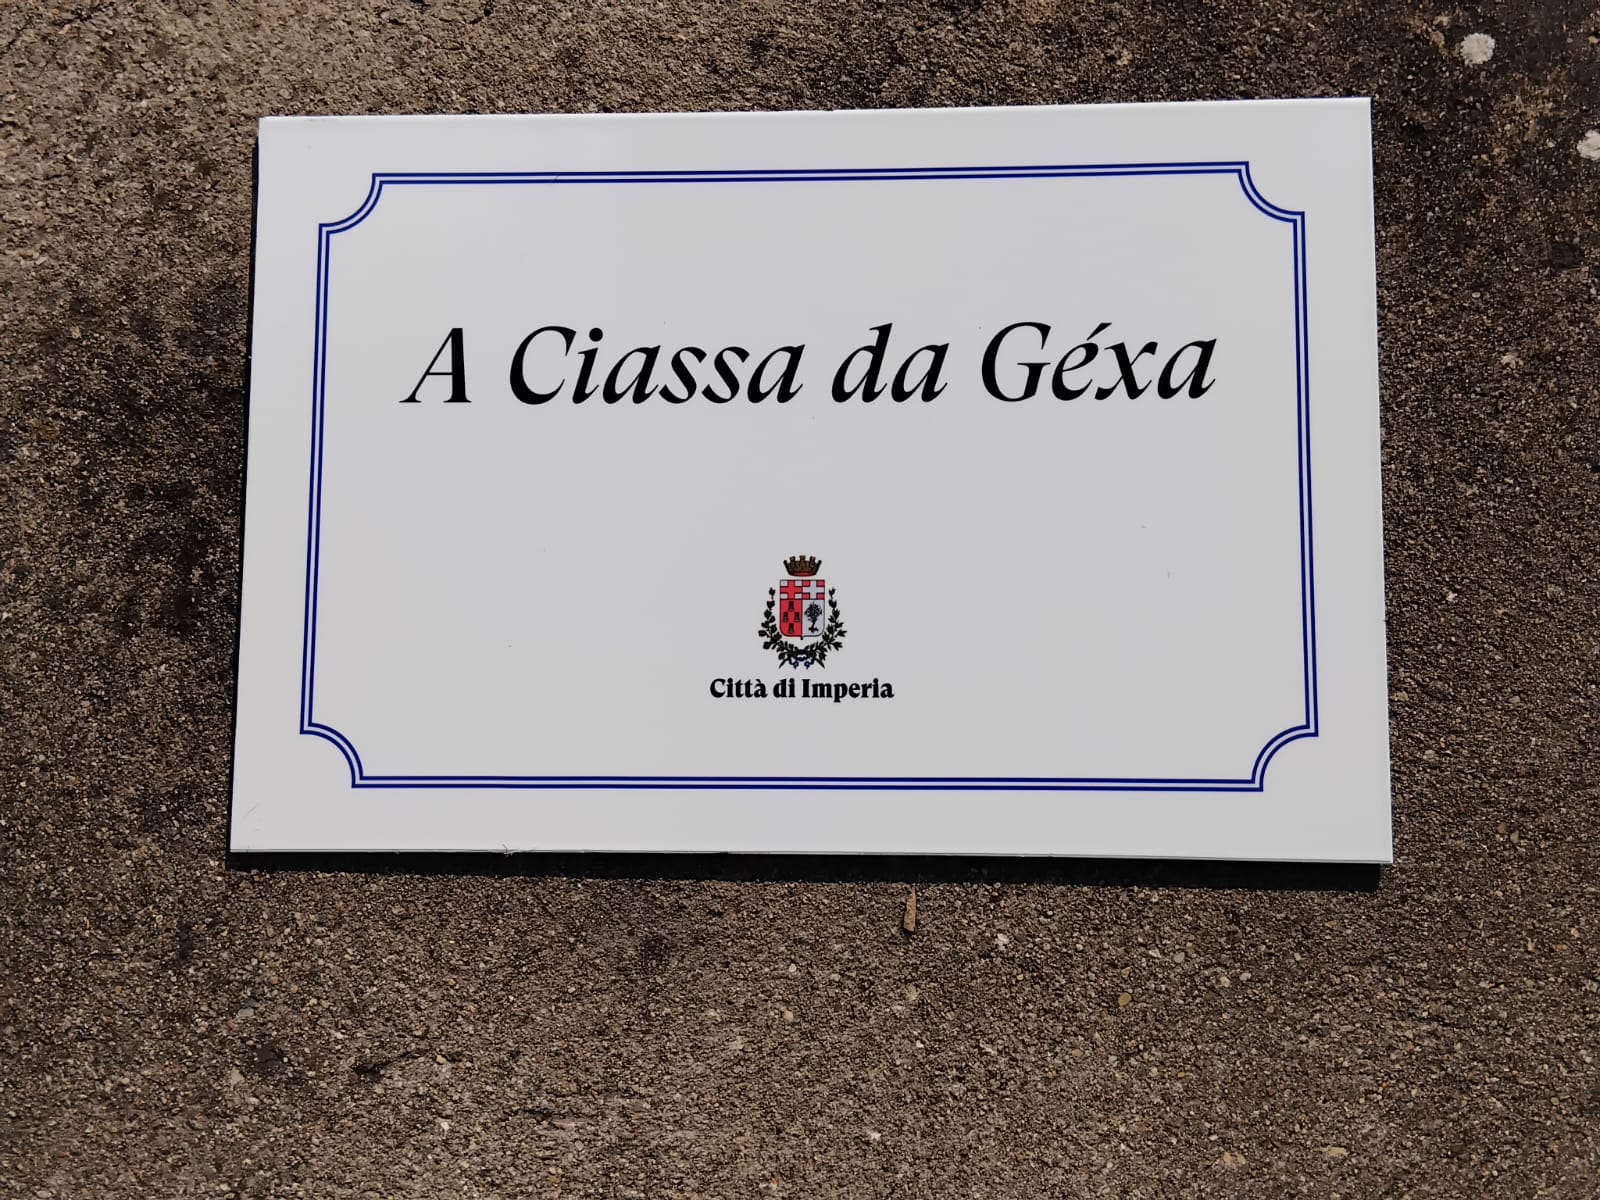 A Ciassa da Géxa
Città di Imperia